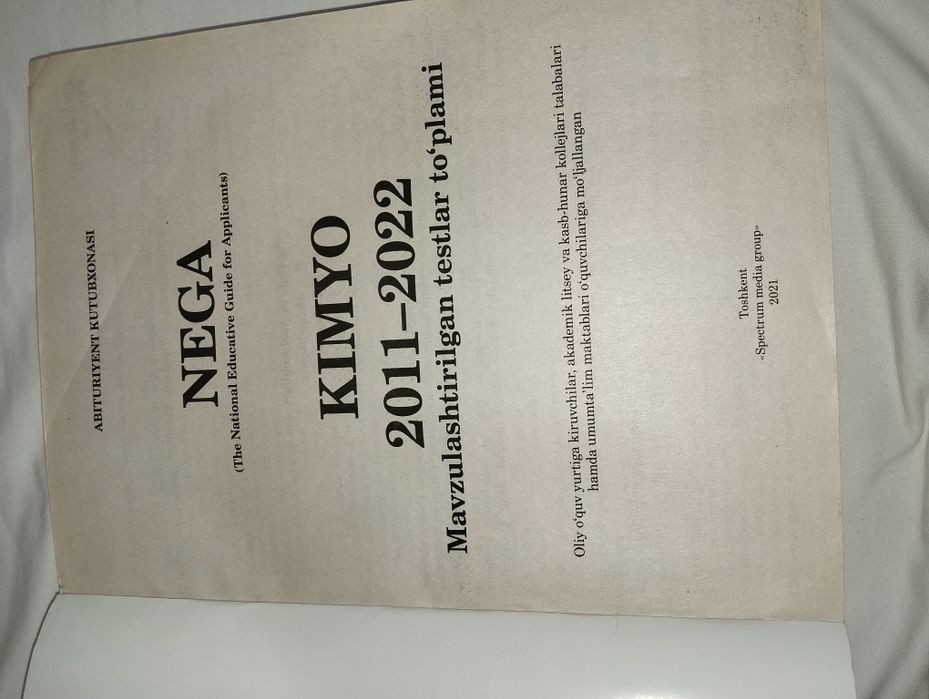 ABITURIYENT KUTUBXONASI
NEGA
(The National Educative Guide for Applicants)
KIMYO
2011–2022
Mavzulashtirilgan testlar to‘plami
Oliy o‘quv yurtiga kiruvchilar, akademik litsey va kasb-hunar kollejlari talabalari
hamda umumta’lim maktablari o‘quvchilariga mo‘ljallangan
Toshkent
«Spectrum media group»
2021